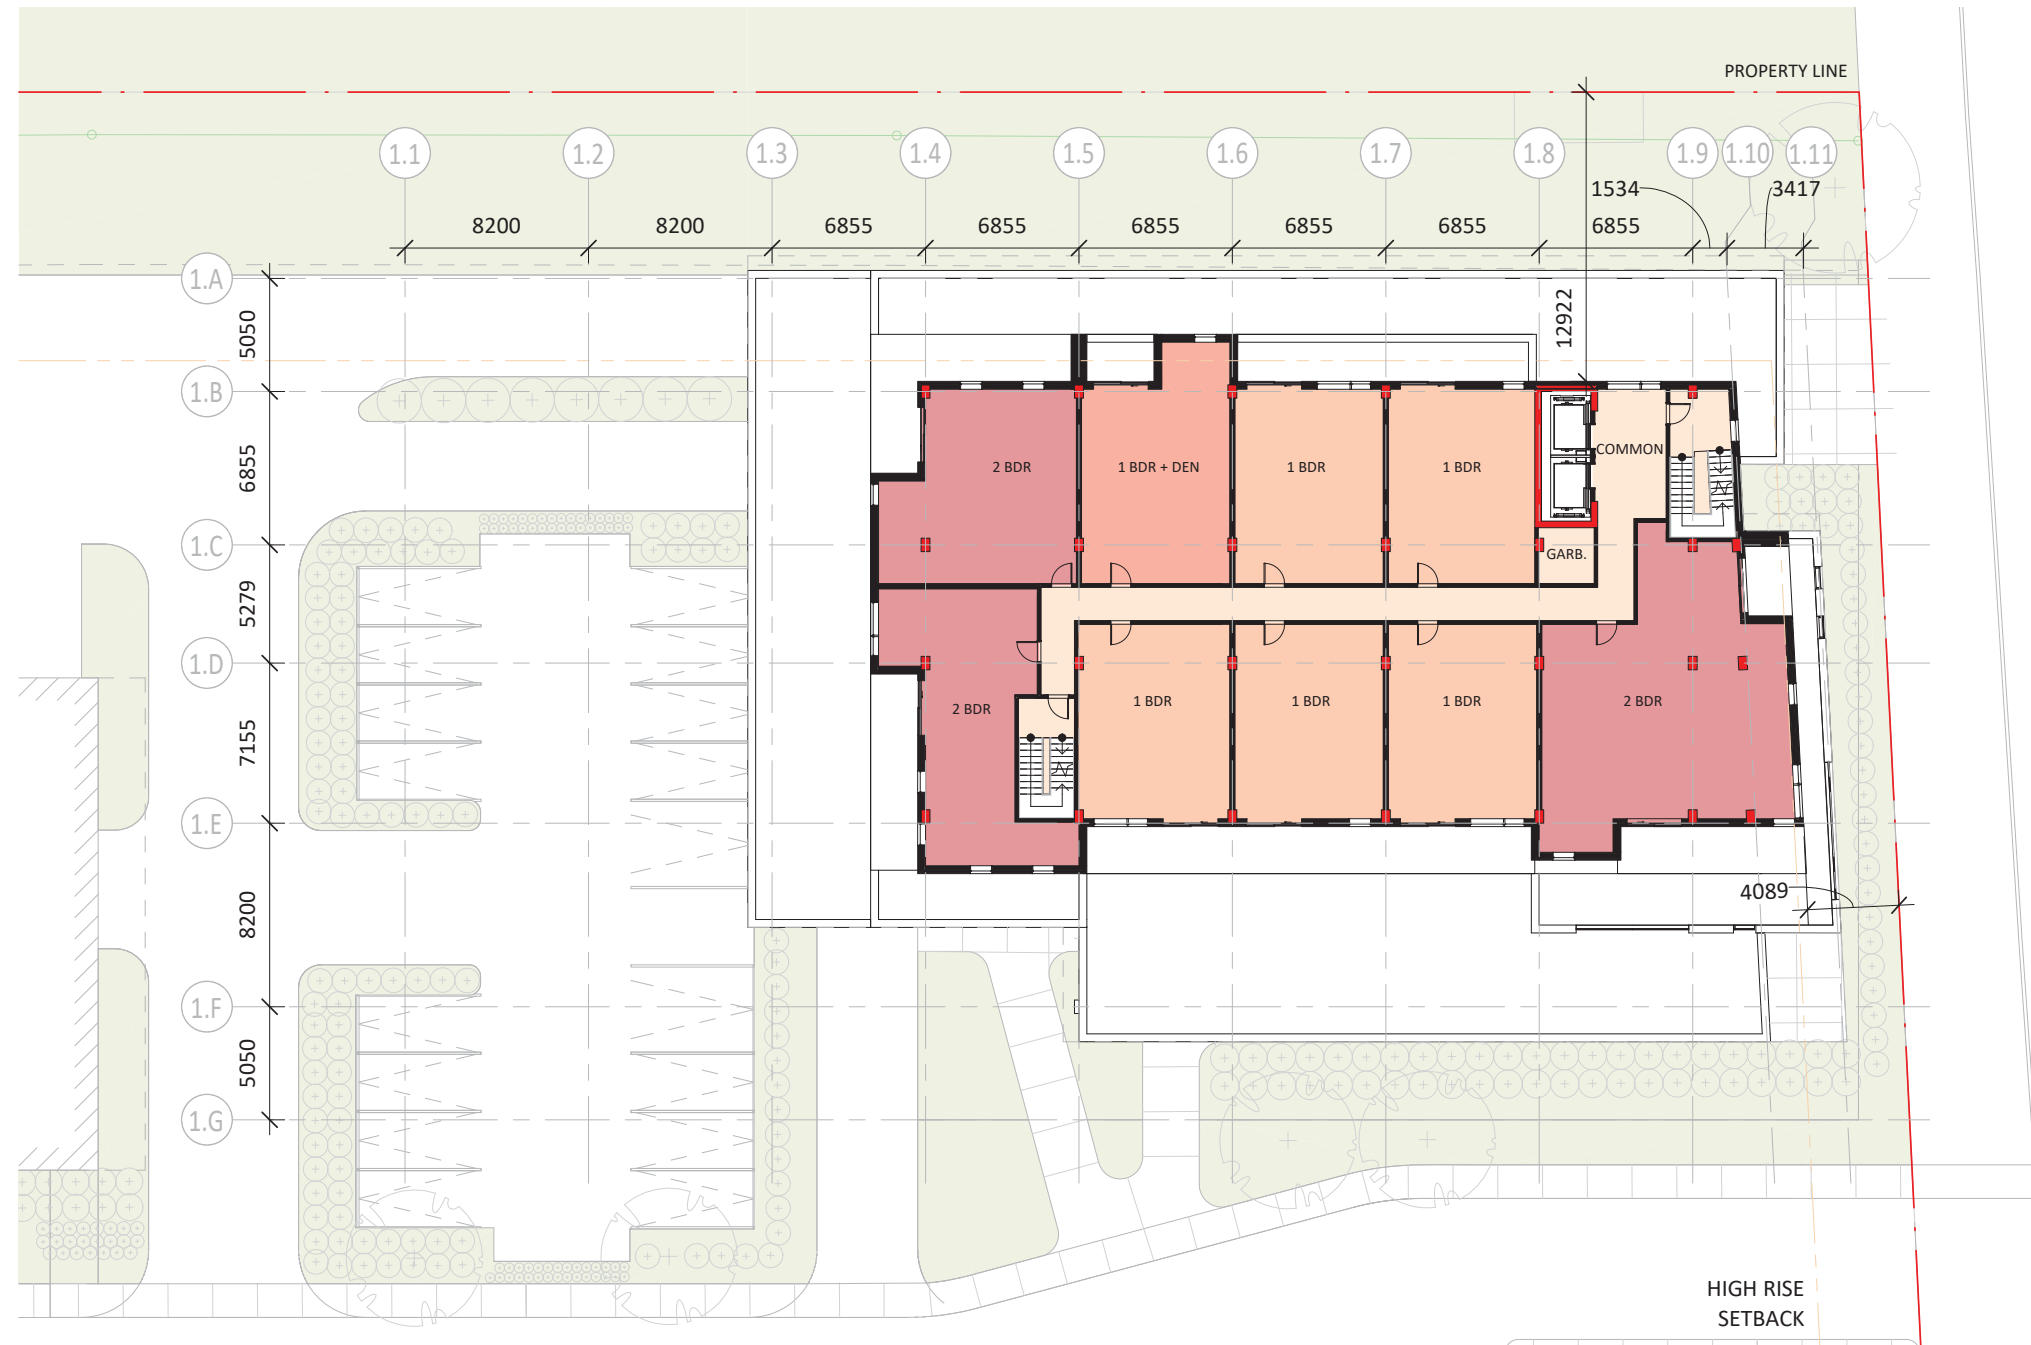 PROPERTY LINE
1.1 1.2 1.3 1.4 1.5 1.6 1.7 1.8 1.9 1.10 1.11
1534 3417
8200 8200 6855 6855 6855 6855 6855 6855
1.A
5050
12922
1.B
6855
2 BDR 1 BDR + DEN 1 BDR 1 BDR COMMON
1.C
GARB.
5279
1.D
7155
2 BDR 1 BDR 1 BDR 1 BDR 2 BDR
1.E
8200
4089
1.F
5050
1.G
HIGH RISE
SETBACK